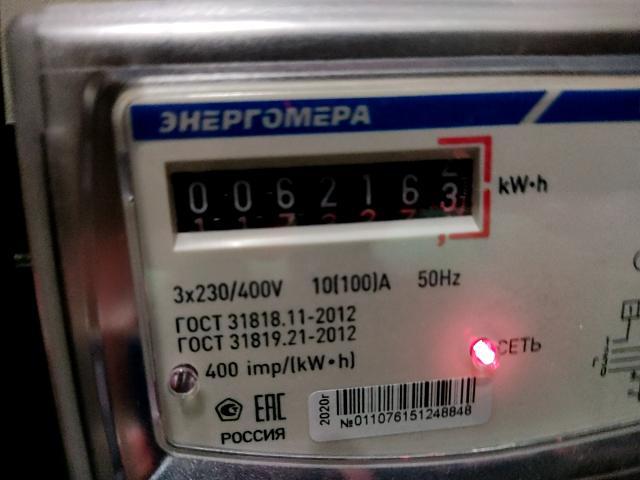 ЭНЕРГОМЕРА
0062163
kW•h
3x230/400V 10(100)A 50Hz
ГОСТ 31818.11-2012
ГОСТ 31819.21-2012
400 imp/(kW•h)
СЕТЬ
ЕАС
РОССИЯ
2020г
№011076151248848